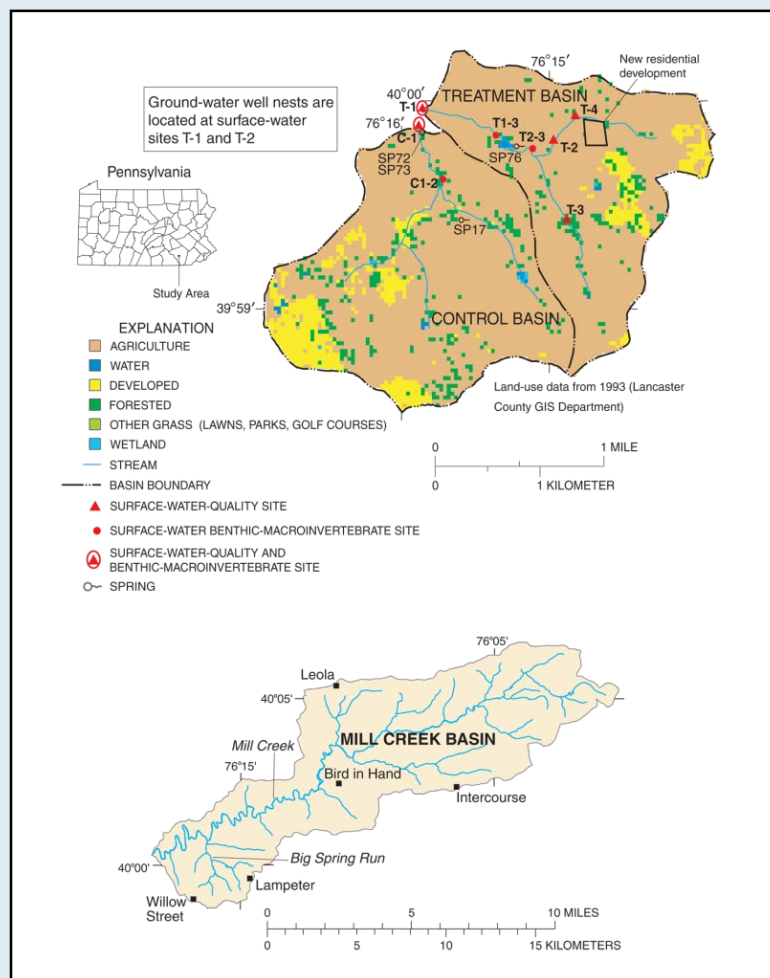 76°15′
New residential
development
40°00′
TREATMENT BASIN
T-1
T-4
76°16′
T1-3
T2-3
C-1
T-2
SP76
SP72
SP73
C1-2
T-3
SP17
Ground-water well nests are
located at surface-water
sites T-1 and T-2
Pennsylvania
Study Area
39°59′
CONTROL BASIN
Land-use data from 1993 (Lancaster
County GIS Department)
EXPLANATION
AGRICULTURE
WATER
DEVELOPED
FORESTED
OTHER GRASS (LAWNS, PARKS, GOLF COURSES)
WETLAND
STREAM
BASIN BOUNDARY
SURFACE-WATER-QUALITY SITE
SURFACE-WATER BENTHIC-MACROINVERTEBRATE SITE
SURFACE-WATER-QUALITY AND
BENTHIC-MACROINVERTEBRATE SITE
SPRING
0 1 MILE
0 1 KILOMETER
76°05′
Leola
40°05′
Mill Creek
MILL CREEK BASIN
76°15′
Bird in Hand
Intercourse
Big Spring Run
40°00′
Lampeter
Willow
Street
0 5 10 MILES
0 5 10 15 KILOMETERS